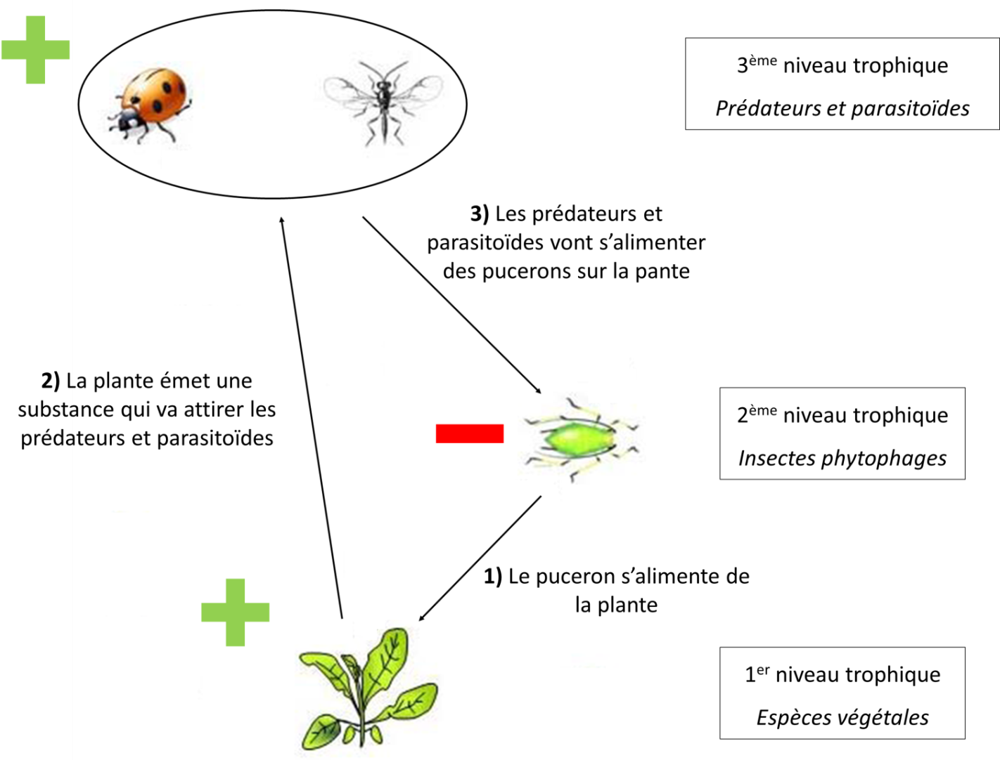 3ème niveau trophique
Prédateurs et parasitoïdes
3) Les prédateurs et
parasitoïdes vont s’alimenter
des pucerons sur la pante
2) La plante émet une
substance qui va attirer les
prédateurs et parasitoïdes
2ème niveau trophique
Insectes phytophages
1) Le puceron s’alimente de
la plante
1er niveau trophique
Espèces végétales